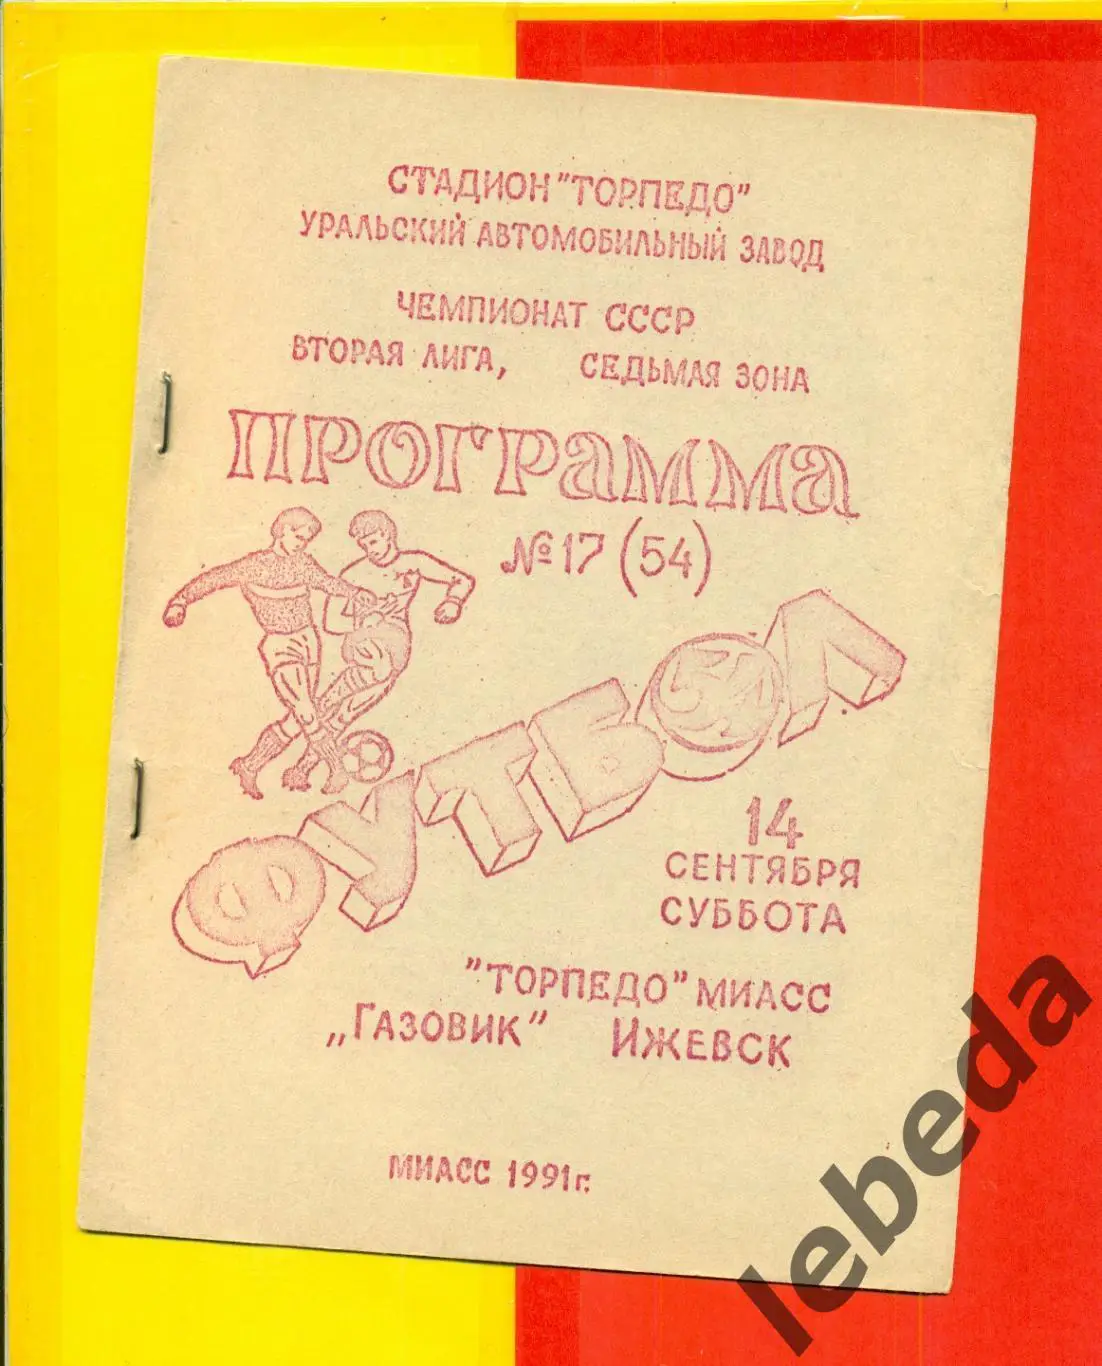 СТАДИОН "ТОРПЕДО"
УРАЛЬСКИЙ АВТОМОБИЛЬНЫЙ ЗАВОД
ЧЕМПИОНАТ СССР
ВТОРАЯ ЛИГА, СЕДЬМАЯ ЗОНА
ПРОГРАММА
№17 (54)
ФУТБОЛ
14
СЕНТЯБРЯ
СУББОТА
"ТОРПЕДО" МИАСС
„ГАЗОВИК" ИЖЕВСК
МИАСС 1991г.
lebeda